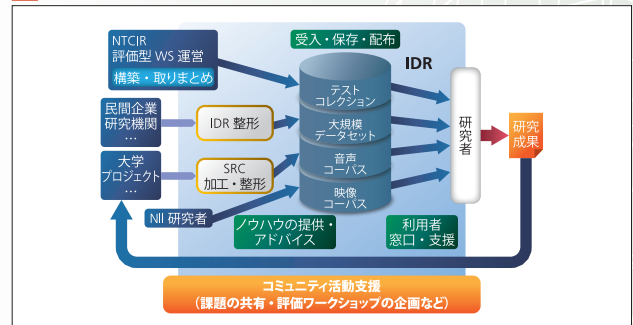 NTCIR
評価型 WS 運営
構築・取りまとめ
受入・保存・配布
IDR
民間企業
研究機関
…
IDR 整形
大学
プロジェクト
…
SRC
加工・整形
NII 研究者
テスト
コレクション
大規模
データセット
音声
コーパス
映像
コーパス
研究者
研究
成果
ノウハウの提供・
アドバイス
利用者
窓口・支援
コミュニティ活動支援
(課題の共有・評価ワークショップの企画など)